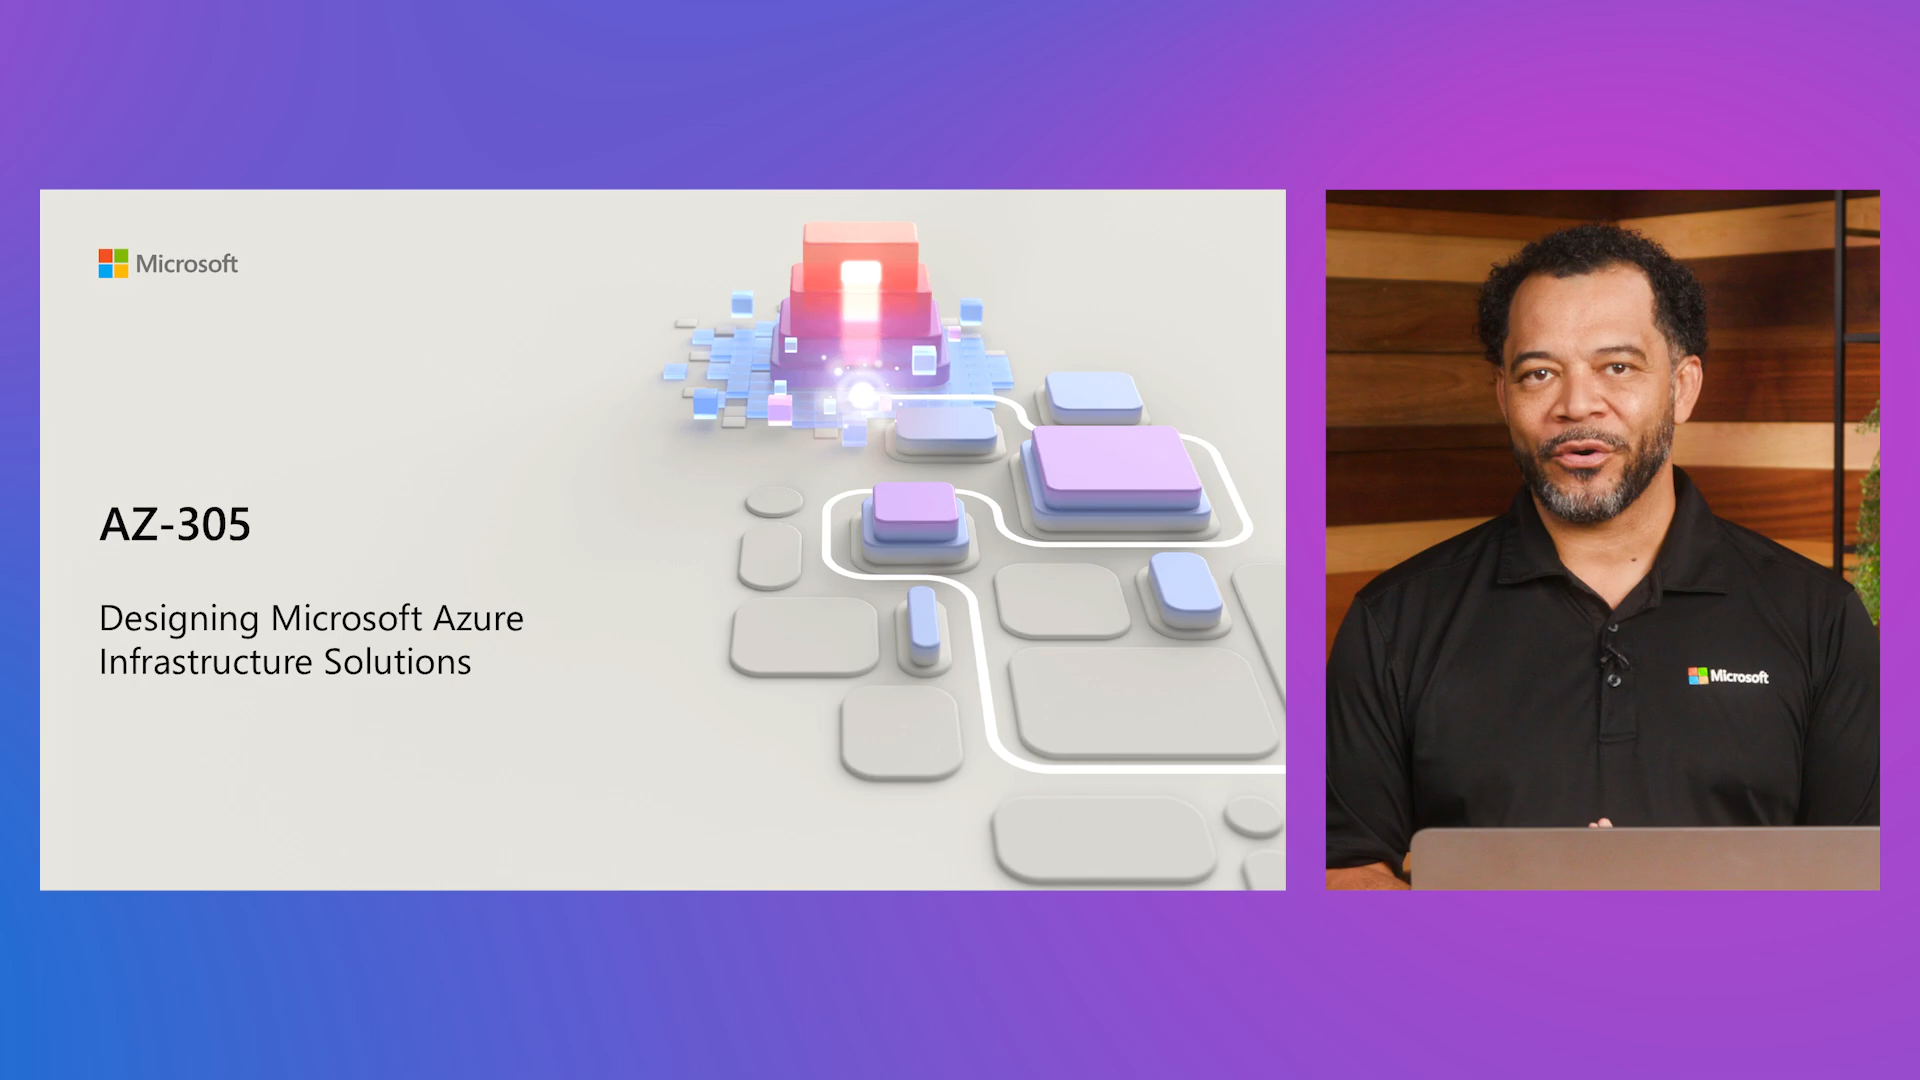 Microsoft
AZ-305
Designing Microsoft Azure
Infrastructure Solutions
Microsoft